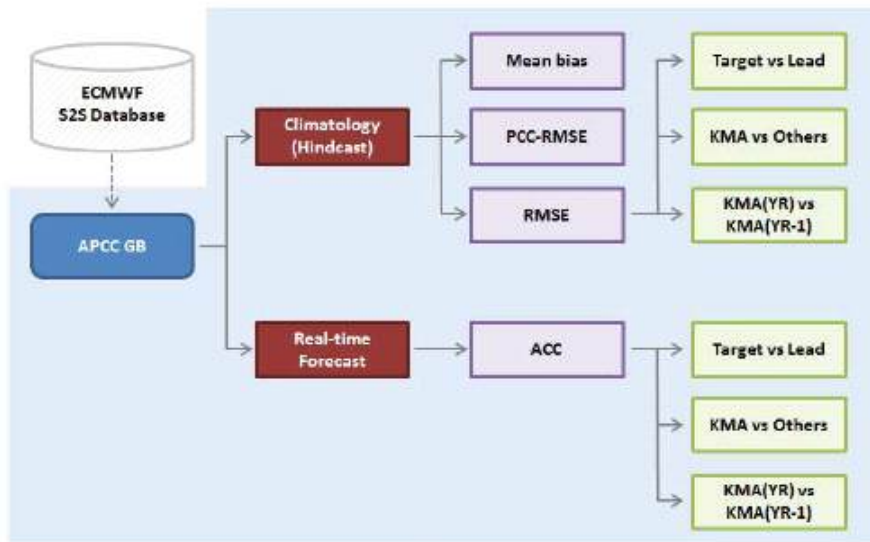 ECMWF
S2S Database
APCC GB
Climatology
(Hindcast)
Mean bias
PCC-RMSE
RMSE
Target vs Lead
KMA vs Others
KMA(YR) vs
KMA(YR-1)
Real-time
Forecast
ACC
Target vs Lead
KMA vs Others
KMA(YR) vs
KMA(YR-1)